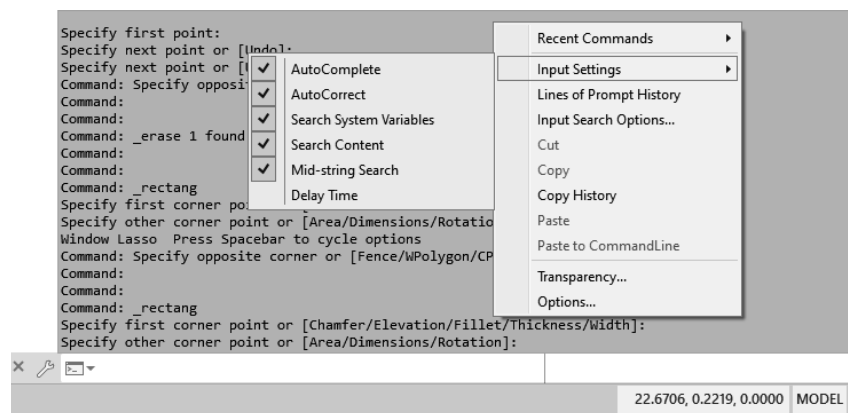 Specify first point:
Specify next point or [Undo]:
Specify next point or [
Command: Specify opposi
Command:
Command:
Command: _erase 1 found
Command:
Command:
Command: _rectang
Specify first corner po
Specify other corner point or [Area/Dimensions/Rotatio
Window Lasso Press Spacebar to cycle options
Command: Specify opposite corner or [Fence/WPolygon/CP
Command:
Command:
Command: _rectang
Specify first corner point or [Chamfer/Elevation/Fillet/Thickness/Width]:
Specify other corner point or [Area/Dimensions/Rotation]:
AutoComplete
AutoCorrect
Search System Variables
Search Content
Mid-string Search
Delay Time
Recent Commands
Input Settings
Lines of Prompt History
Input Search Options...
Cut
Copy
Copy History
Paste
Paste to CommandLine
Transparency...
Options...
22.6706, 0.2219, 0.0000 MODEL